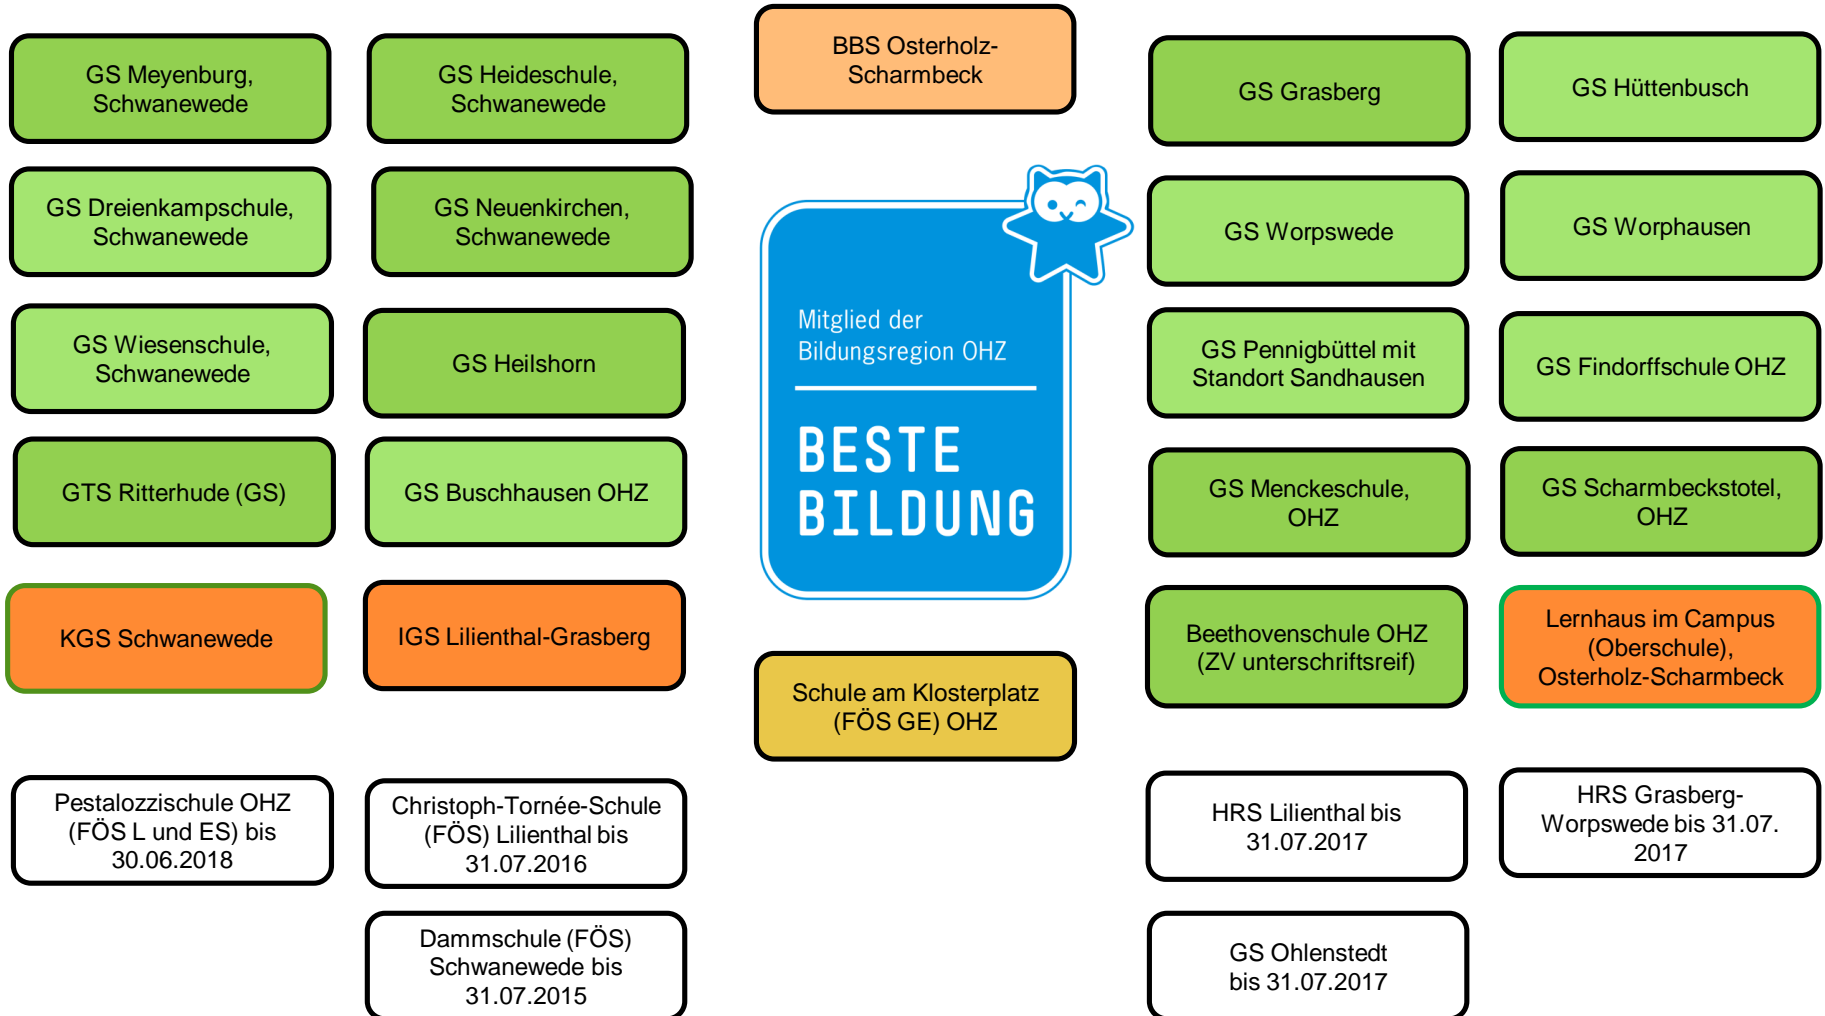 GS Meyenburg,
Schwanewede
GS Heideschule,
Schwanewede
BBS Osterholz-
Scharmbeck
GS Grasberg
GS Hüttenbusch
GS Dreienkampschule,
Schwanewede
GS Neuenkirchen,
Schwanewede
GS Worpswede
GS Worphausen
GS Wiesenschule,
Schwanewede
GS Heilshorn
Mitglied der
Bildungsregion OHZ
BESTE
BILDUNG
GS Pennigbüttel mit
Standort Sandhausen
GS Findorffschule OHZ
GTS Ritterhude (GS)
GS Buschhausen OHZ
GS Menckeschule,
OHZ
GS Scharmbeckstotel,
OHZ
KGS Schwanewede
IGS Lilienthal-Grasberg
Schule am Klosterplatz
(FÖS GE) OHZ
Beethovenschule OHZ
(ZV unterschriftsreif)
Lernhaus im Campus
(Oberschule),
Osterholz-Scharmbeck
Pestalozzischule OHZ
(FÖS L und ES) bis
30.06.2018
Christoph-Tornée-Schule
(FÖS) Lilienthal bis
31.07.2016
HRS Lilienthal bis
31.07.2017
HRS Grasberg-
Worpswede bis 31.07.
2017
Dammschule (FÖS)
Schwanewede bis
31.07.2015
GS Ohlenstedt
bis 31.07.2017